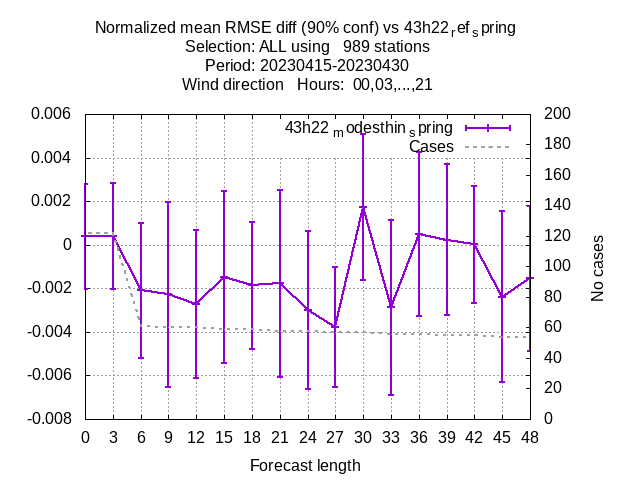 Normalized mean RMSE diff (90% conf) vs 43h22refspring
Selection: ALL using 989 stations
Period: 20230415-20230430
Wind direction Hours: 00,03,...,21
0.006
0.004
0.002
0
-0.002
-0.004
-0.006
-0.008
43h22modesthinspring
Cases
200
180
160
140
120
100
80
60
40
20
0
No cases
0 3 6 9 12 15 18 21 24 27 30 33 36 39 42 45 48
Forecast length